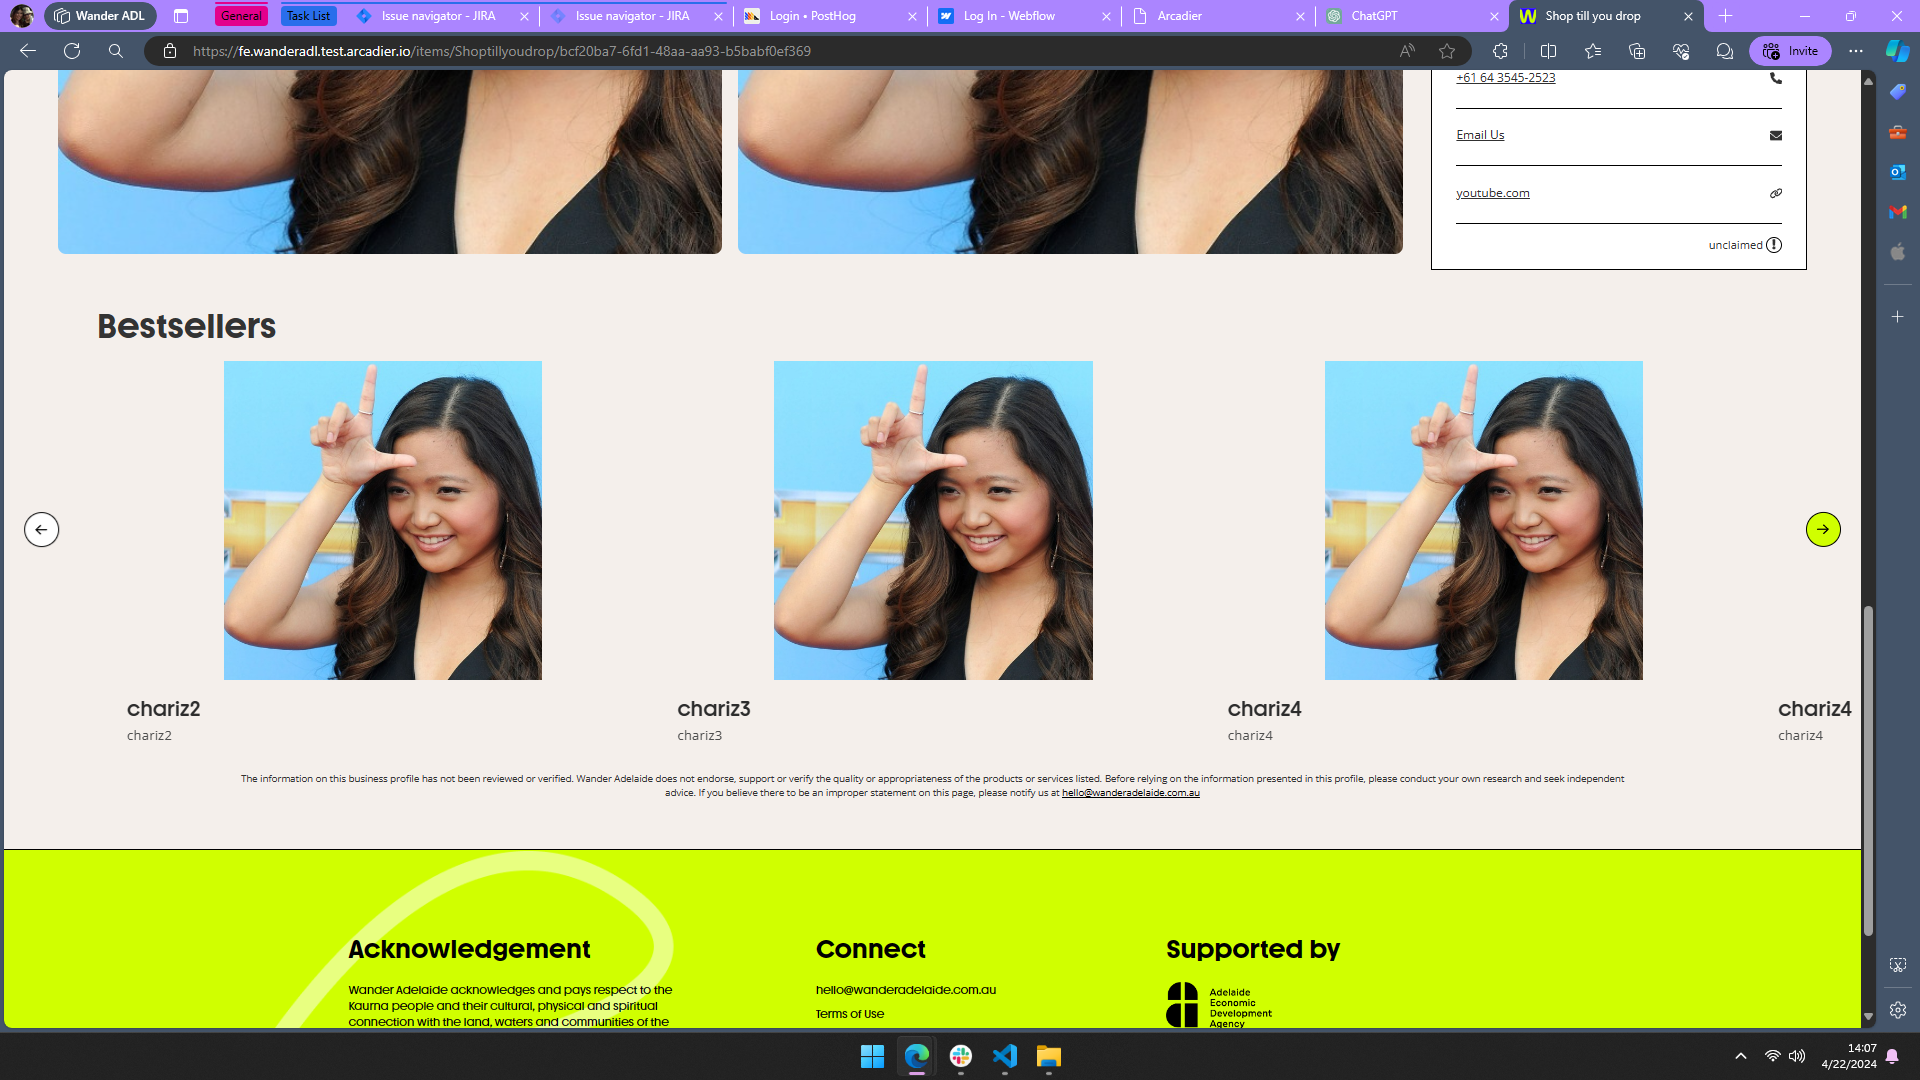 Wander ADL
General
Task List
Issue navigator - JIRA
Issue navigator - JIRA
Login • PostHog
Log In - Webflow
Arcadier
ChatGPT
Shop till you drop
https://fe.wanderadl.test.arcadier.io/items/Shoptillyoudrop/bcf20ba7-6fd1-48aa-aa93-b5babf0ef369
Invite
+61 64 3545-2523
Email Us
youtube.com
unclaimed
Bestsellers
chariz2
chariz2
chariz3
chariz3
chariz4
chariz4
chariz4
chariz4
The information on this business profile has not been reviewed or verified. Wander Adelaide does not endorse, support or verify the quality or appropriateness of the products or services listed. Before relying on the information presented in this profile, please conduct your own research and seek independent
advice. If you believe there to be an improper statement on this page, please notify us at hello@wanderadelaide.com.au
Acknowledgement
Wander Adelaide acknowledges and pays respect to the
Kaurna people and their cultural, physical and spiritual
connection with the land, waters and communities of the
Connect
hello@wanderadelaide.com.au
Terms of Use
Supported by
Adelaide
Economic
Development
Agency
14:07
4/22/2024